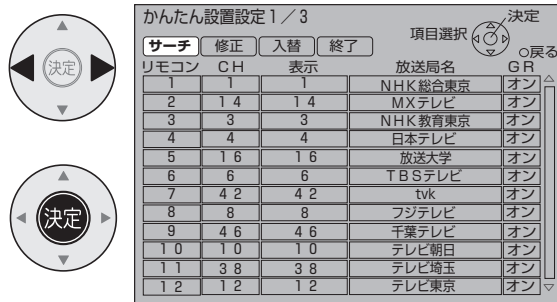 かんたん設置設定１／３
項目選択
決定
戻る
サーチ 修正 入替 終了
リモコン ＣＨ 表示 放送局名 ＧＲ
１ １ １ ＮＨＫ総合東京 オン
２ １４ １４ ＭＸテレビ オン
３ ３ ３ ＮＨＫ教育東京 オン
４ ４ ４ 日本テレビ オン
５ １６ １６ 放送大学 オン
６ ６ ６ ＴＢＳテレビ オン
７ ４２ ４２ tvk オン
８ ８ ８ フジテレビ オン
９ ４６ ４６ 千葉テレビ オン
１０ １０ １０ テレビ朝日 オン
１１ ３８ ３８ テレビ埼玉 オン
１２ １２ １２ テレビ東京 オン
決定
決定